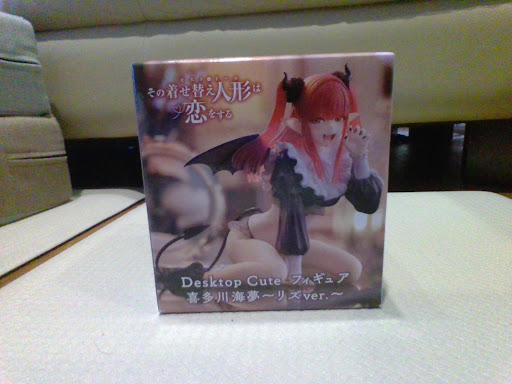 その着せ替え人形は
恋をする
Desktop Cute フィギュア
喜多川海夢～リズver.～